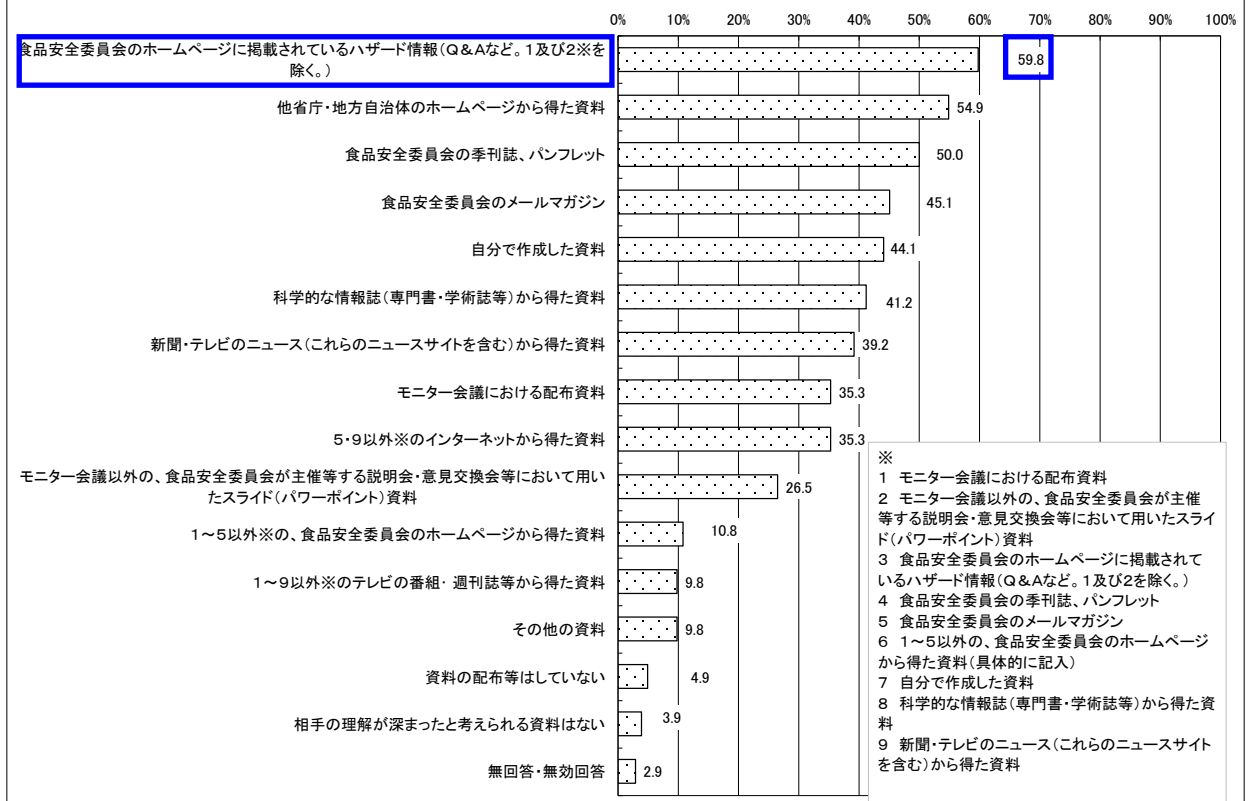 0% 10% 20% 30% 40% 50% 60% 70% 80% 90% 100%
食品安全委員会のホームページに掲載されているハザード情報(Q&Aなど。1及び2※を
除く。)
59.8
他省庁・地方自治体のホームページから得た資料
54.9
食品安全委員会の季刊誌、パンフレット
50.0
食品安全委員会のメールマガジン
45.1
自分で作成した資料
44.1
科学的な情報誌(専門書・学術誌等)から得た資料
41.2
新聞・テレビのニュース(これらのニュースサイトを含む)から得た資料
39.2
モニター会議における配布資料
35.3
5・9以外※のインターネットから得た資料
35.3
モニター会議以外の、食品安全委員会が主催等する説明会・意見交換会等において用い
たスライド(パワーポイント)資料
26.5
1~5以外※の、食品安全委員会のホームページから得た資料
10.8
1~9以外※のテレビの番組・ 週刊誌等から得た資料
9.8
その他の資料
9.8
資料の配布等はしていない
4.9
相手の理解が深まったと考えられる資料はない
3.9
無回答・無効回答
2.9
※
1 モニター会議における配布資料
2 モニター会議以外の、食品安全委員会が主催
等する説明会・意見交換会等において用いたスライ
ド(パワーポイント)資料
3 食品安全委員会のホームページに掲載されて
いるハザード情報(Q&Aなど。1及び2を除く。)
4 食品安全委員会の季刊誌、パンフレット
5 食品安全委員会のメールマガジン
6 1~5以外の、食品安全委員会のホームページ
から得た資料(具体的に記入)
7 自分で作成した資料
8 科学的な情報誌(専門書・学術誌等)から得た資
料
9 新聞・テレビのニュース(これらのニュースサイト
を含む)から得た資料